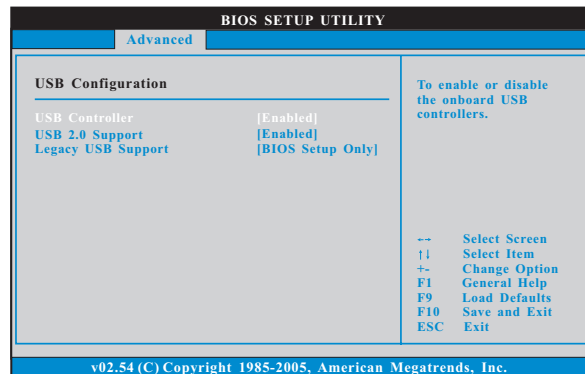 BIOS SETUP UTILITY
Advanced
USB Configuration
USB Controller [Enabled]
USB 2.0 Support [Enabled]
Legacy USB Support [BIOS Setup Only]
To enable or disable
the onboard USB
controllers.
←→ Select Screen
↑↓ Select Item
+- Change Option
F1 General Help
F9 Load Defaults
F10 Save and Exit
ESC Exit
v02.54 (C) Copyright 1985-2005, American Megatrends, Inc.